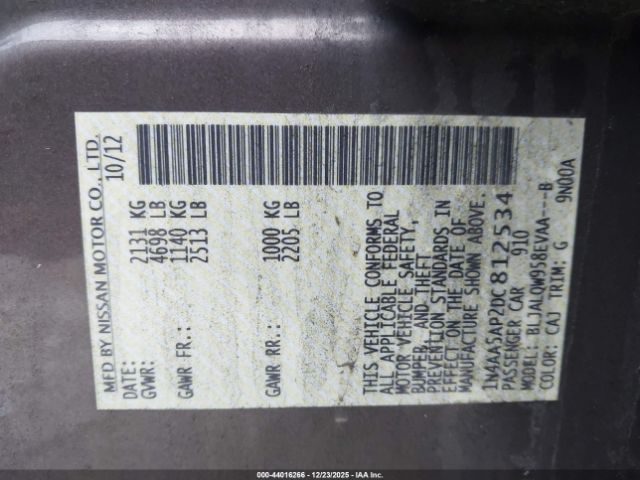 MFD BY NISSAN MOTOR CO., LTD.
DATE: 10/12
GVWR: 2131 KG
4698 LB
GAWR FR.: 1140 KG
2513 LB
GAWR RR.: 1000 KG
2205 LB
THIS VEHICLE CONFORMS TO
ALL APPLICABLE FEDERAL
MOTOR VEHICLE SAFETY,
BUMPER, AND THEFT
PREVENTION STANDARDS IN
EFFECT ON THE DATE OF
MANUFACTURE SHOWN ABOVE.
1N4AA5AP2DC812534
PASSENGER CAR 910
MODEL: BLJALQW958EVAA---B
COLOR: CAJ TRIM: G 9N00A
000-44016266 - 12/23/2025 - IAA Inc.